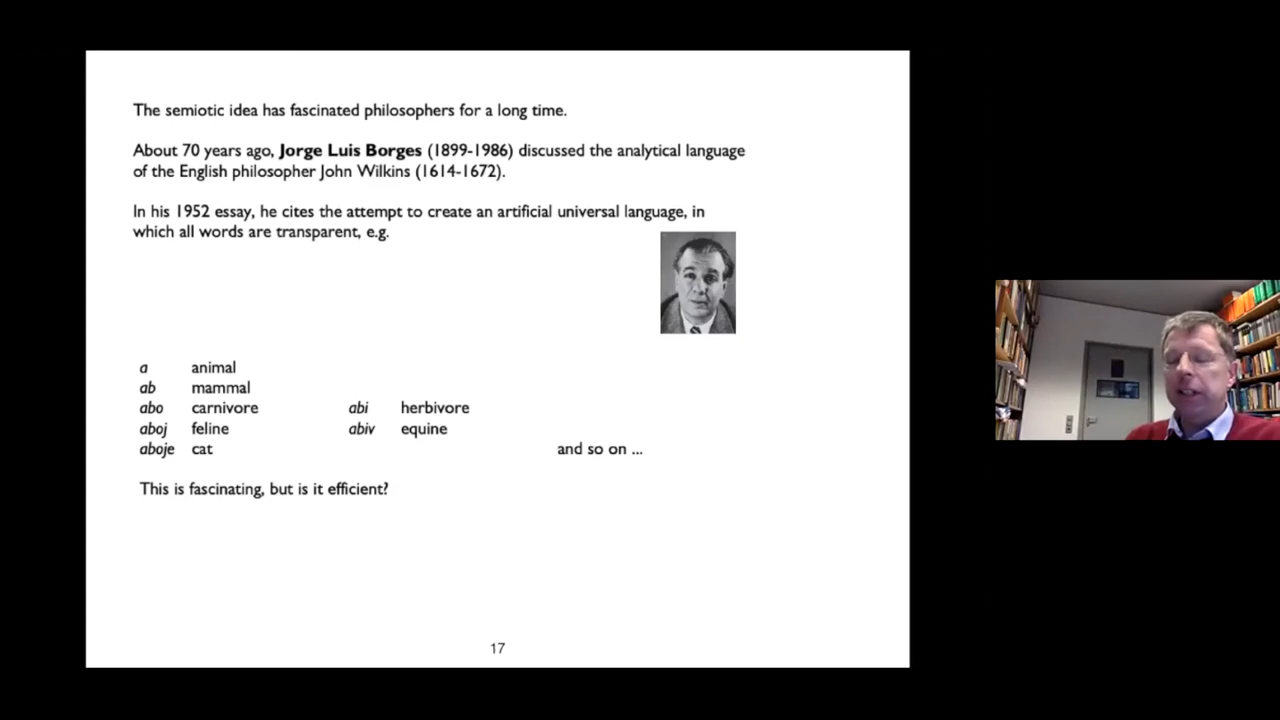 The semiotic idea has fascinated philosophers for a long time.
About 70 years ago, Jorge Luis Borges (1899-1986) discussed the analytical language
of the English philosopher John Wilkins (1614-1672).
In his 1952 essay, he cites the attempt to create an artificial universal language, in
which all words are transparent, e.g.
a animal
ab mammal
abo carnivore abi herbivore
aboj feline abiv equine
aboje cat and so on ...
This is fascinating, but is it efficient?
17